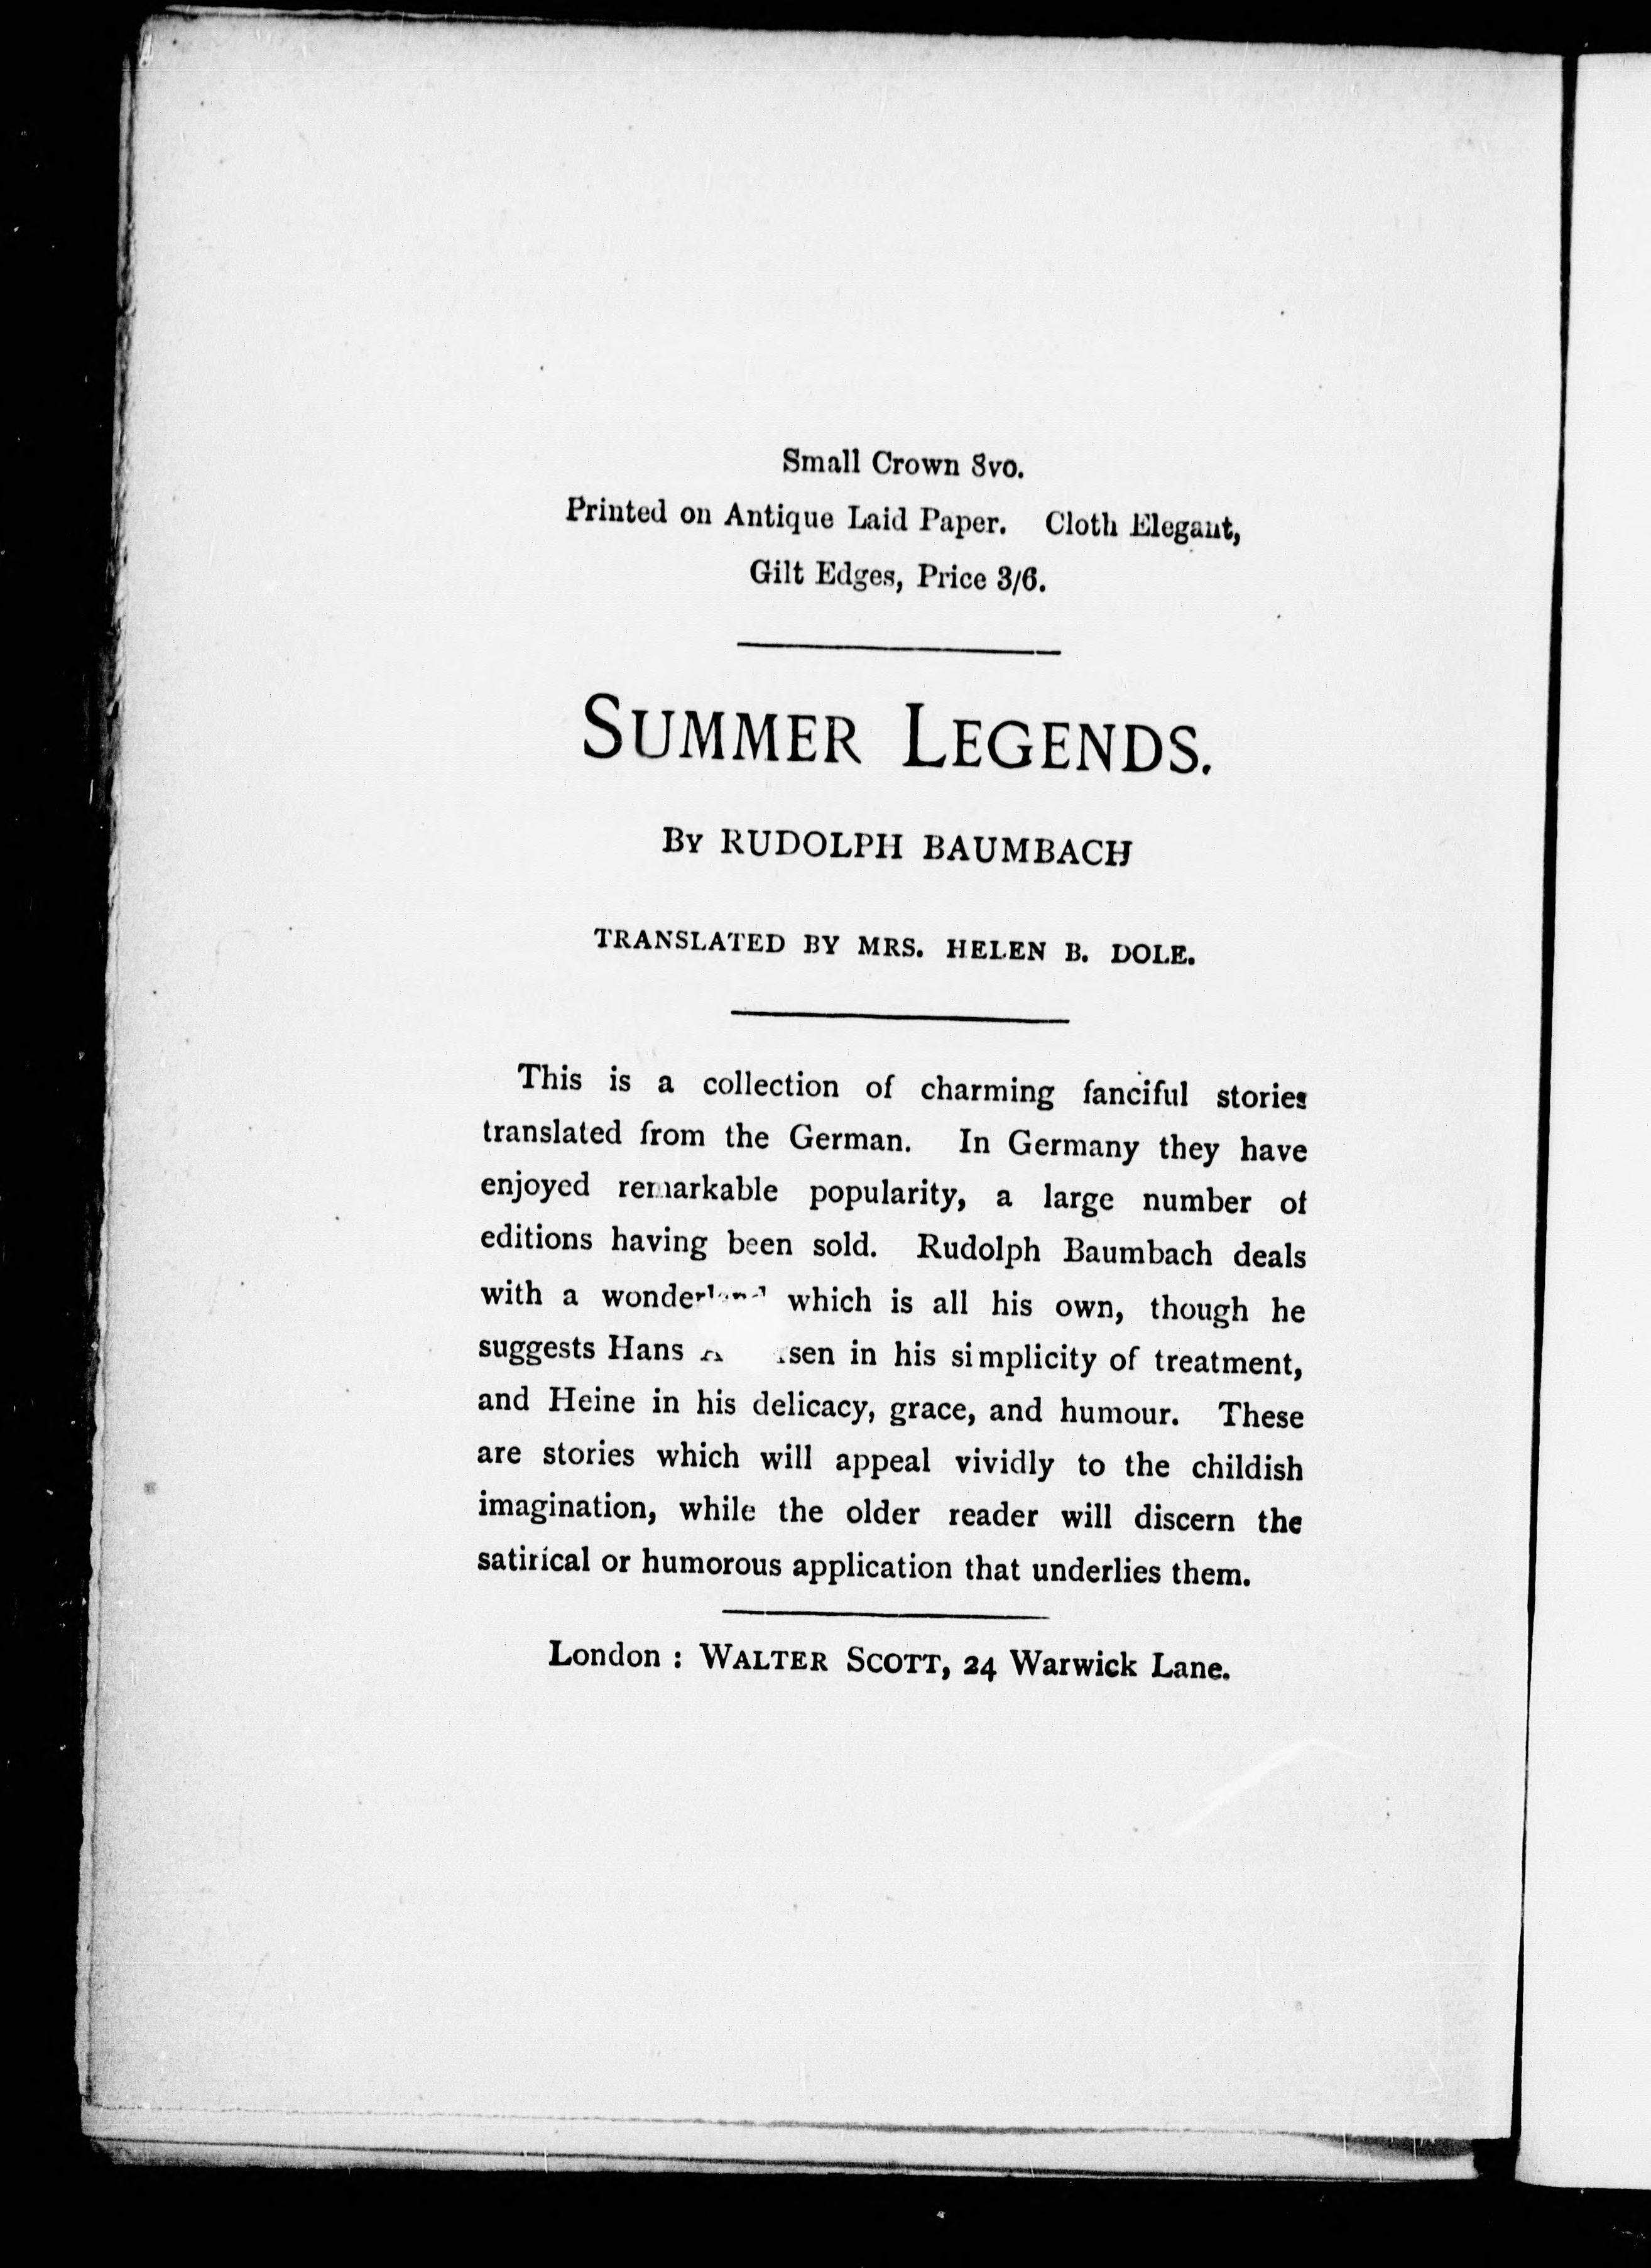 Small Crown 8vo.
Printed on Antique Laid Paper. Cloth Elegant,
Gilt Edges, Price 3/6.
SUMMER LEGENDS.
By RUDOLPH BAUMBACH
TRANSLATED BY MRS. HELEN B. DOLE.
This is a collection of charming fanciful stories
translated from the German. In Germany they have
enjoyed remarkable popularity, a large number of
editions having been sold. Rudolph Baumbach deals
with a wonderland which is all his own, though he
suggests Hans in his simplicity of treatment,
and Heine in his delicacy, grace, and humour. These
are stories which will appeal vividly to the childish
imagination, while the older reader will discern the
satirical or humorous application that underlies them.
London : WALTER SCOTT, 24 Warwick Lane.